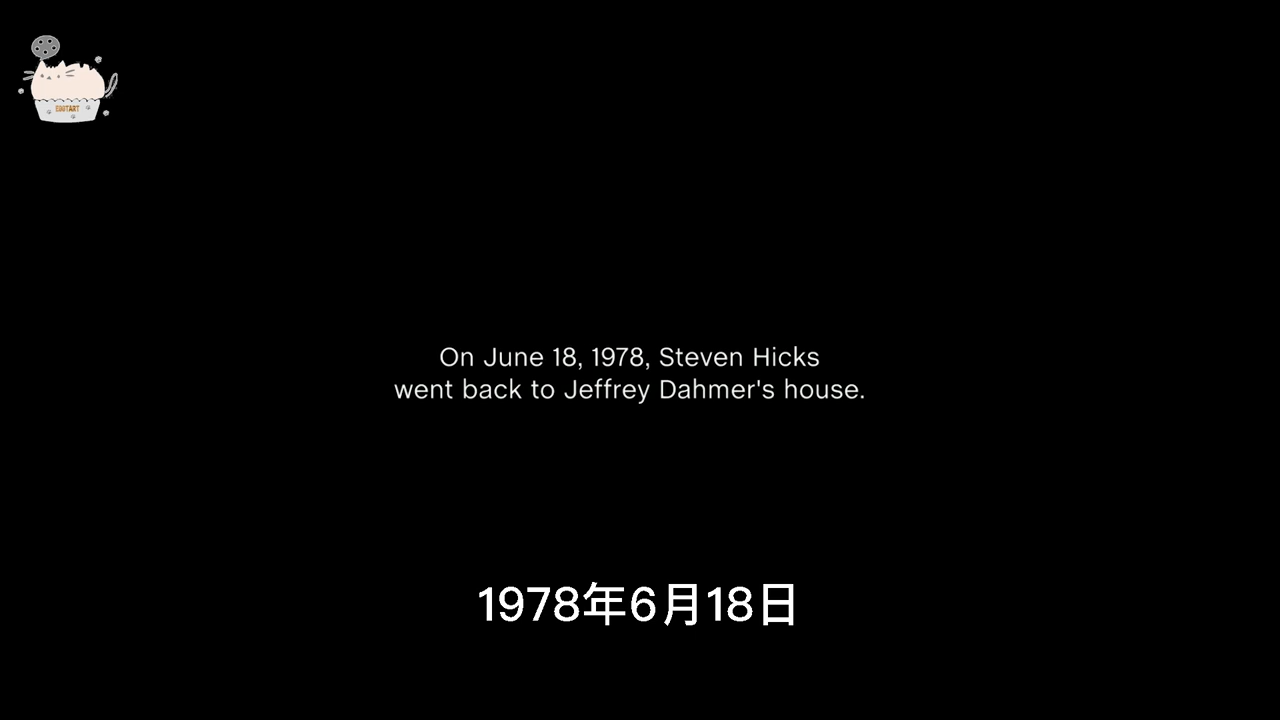 EGGTART
On June 18, 1978, Steven Hicks
went back to Jeffrey Dahmer's house.
1978年6月18日